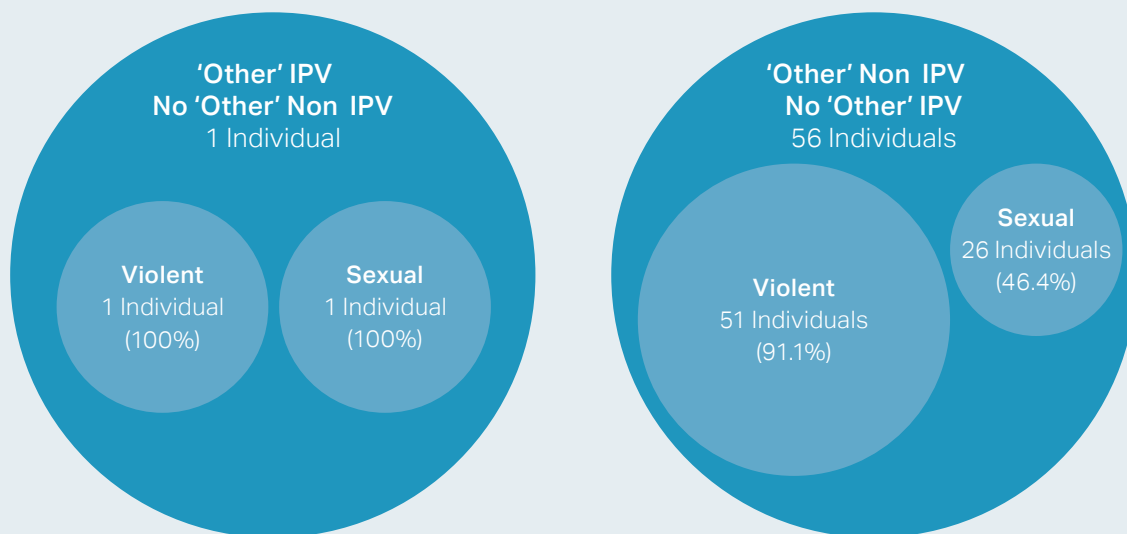 ‘Other’ IPV
No ‘Other’ Non IPV
1 Individual
Violent
1 Individual
(100%)
Sexual
1 Individual
(100%)
‘Other’ Non IPV
No ‘Other’ IPV
56 Individuals
Violent
51 Individuals
(91.1%)
Sexual
26 Individuals
(46.4%)